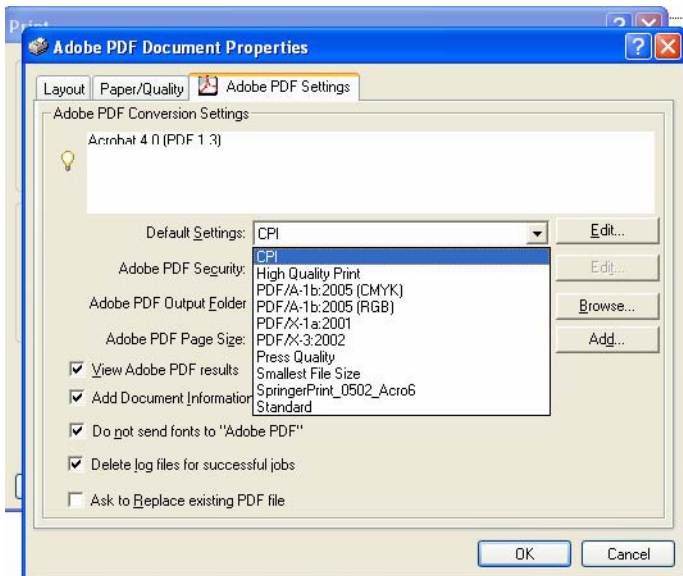 Print
Adobe PDF Document Properties
Layout Paper/Quality Adobe PDF Settings
Adobe PDF Conversion Settings
Acrobat 4.0 (PDF 1.3)
Default Settings: CPI Edit...
CPI
Adobe PDF Security: Edit...
High Quality Print
PDF/A-1b:2005 (CMYK)
Adobe PDF Output Folder Browse...
PDF/A-1b:2005 (RGB)
PDF/X-1a:2001
Adobe PDF Page Size: Add...
PDF/X-3:2002
Press Quality
View Adobe PDF results
Smallest File Size
Add Document Information
SpringerPrint_0502_Acro6
Standard
Do not send fonts to "Adobe PDF"
Delete log files for successful jobs
Ask to Replace existing PDF file
OK Cancel